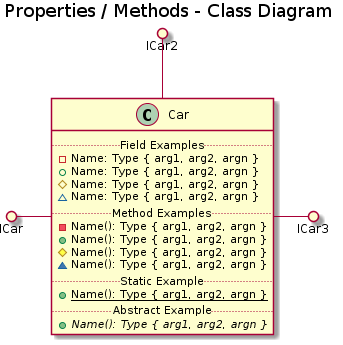 Properties / Methods - Class Diagram
ICar2
C Car
Field Examples
Name: Type { arg1, arg2, argn }
Name: Type { arg1, arg2, argn }
Name: Type { arg1, arg2, argn }
Name: Type { arg1, arg2, argn }
Method Examples
ICar
ICar3
Name(): Type { arg1, arg2, argn }
Name(): Type { arg1, arg2, argn }
Name(): Type { arg1, arg2, argn }
Name(): Type { arg1, arg2, argn }
Static Example
Name(): Type { arg1, arg2, argn }
Abstract Example
Name(): Type { arg1, arg2, argn }